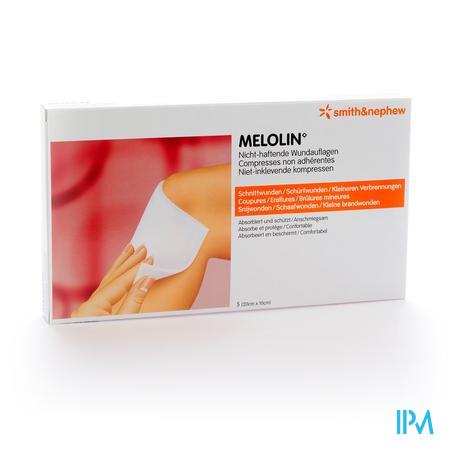 smith&nephew
MELOLIN◇
Nicht-haftende Wundauflagen
Compresses non adhérentes
Niet-inklevende kompressen
Schnittwunden/Schürfwunden/Kleineren Verbrennungen
Coupures/Eraflures/Brûlures mineures
Snijwonden/Schaafwonden/Kleine brandwonden
Absorbiert und schützt/Anschmiegsam
Absorbe et protège/Confortable
Absorbeert en beschermt/Comfortabel
5 (20cm x 10cm)
IPM